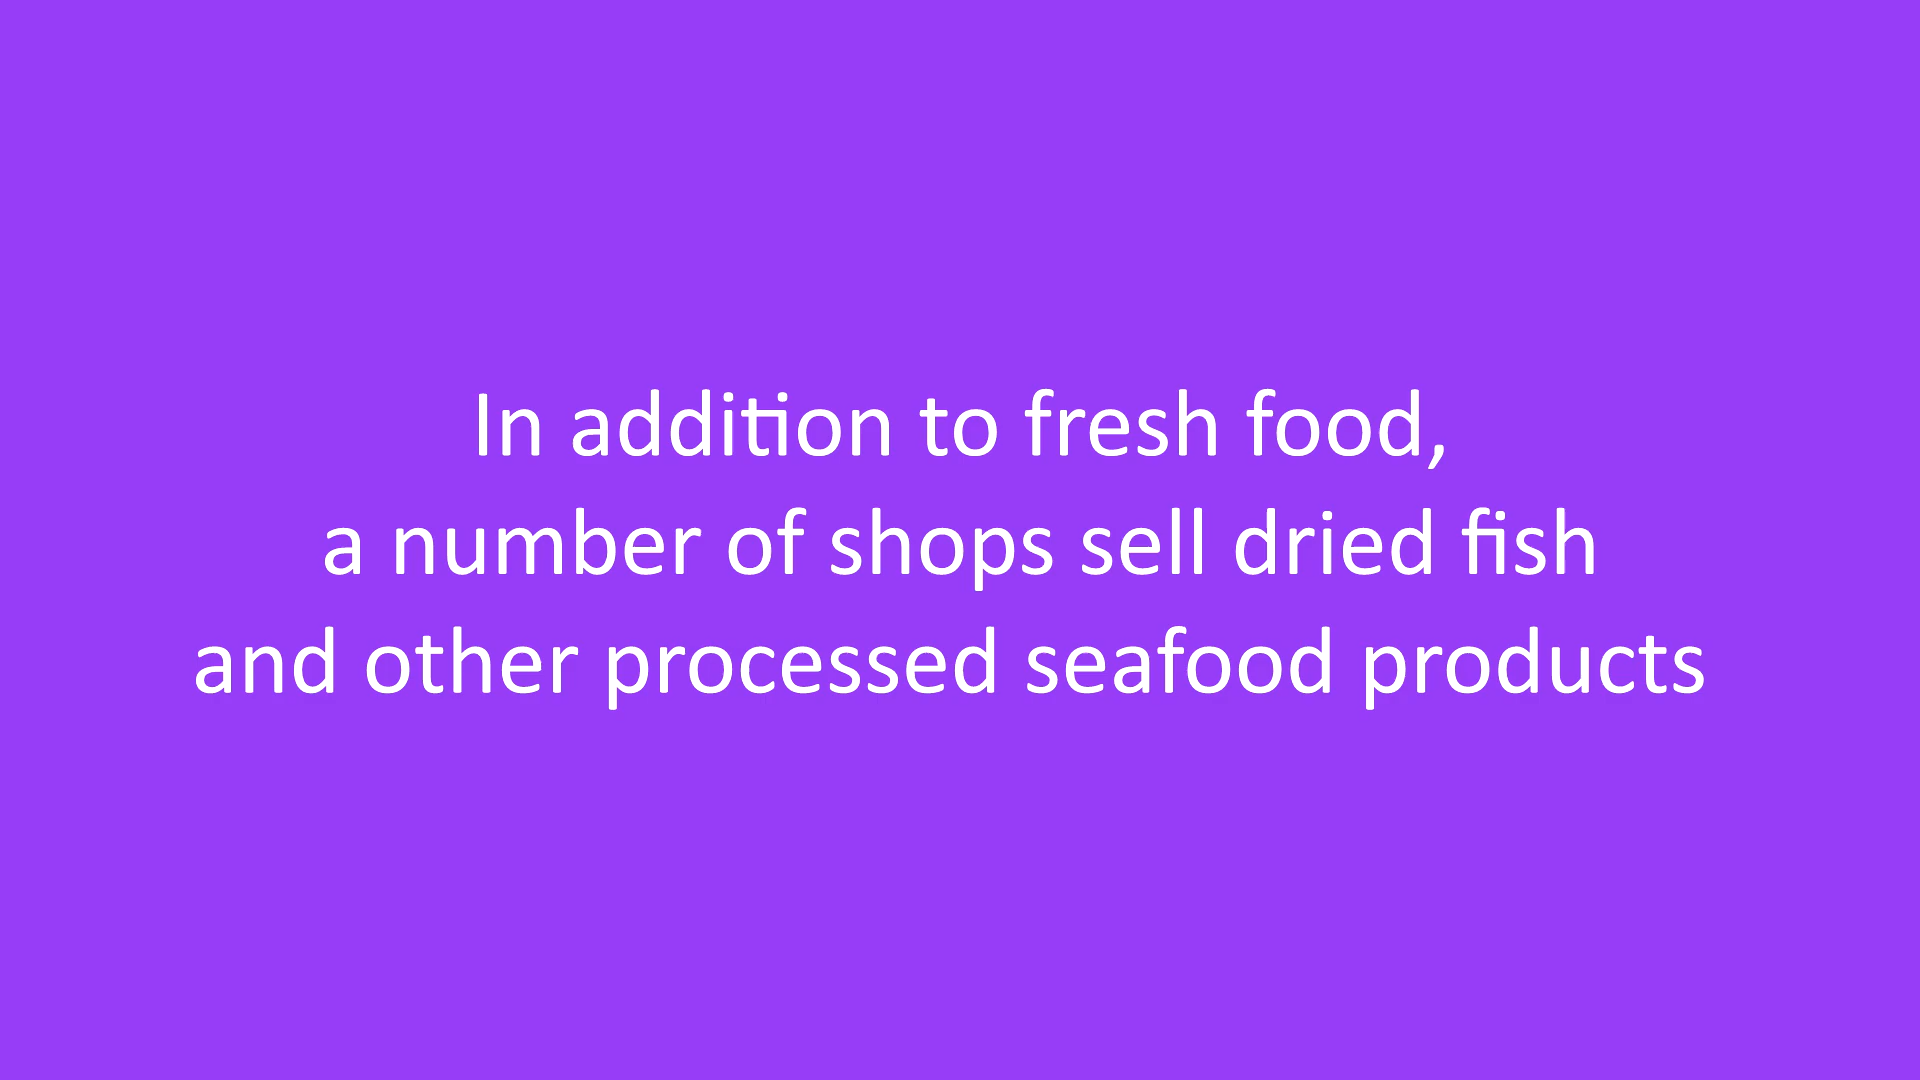 In addition to fresh food,
a number of shops sell dried fish
and other processed seafood products